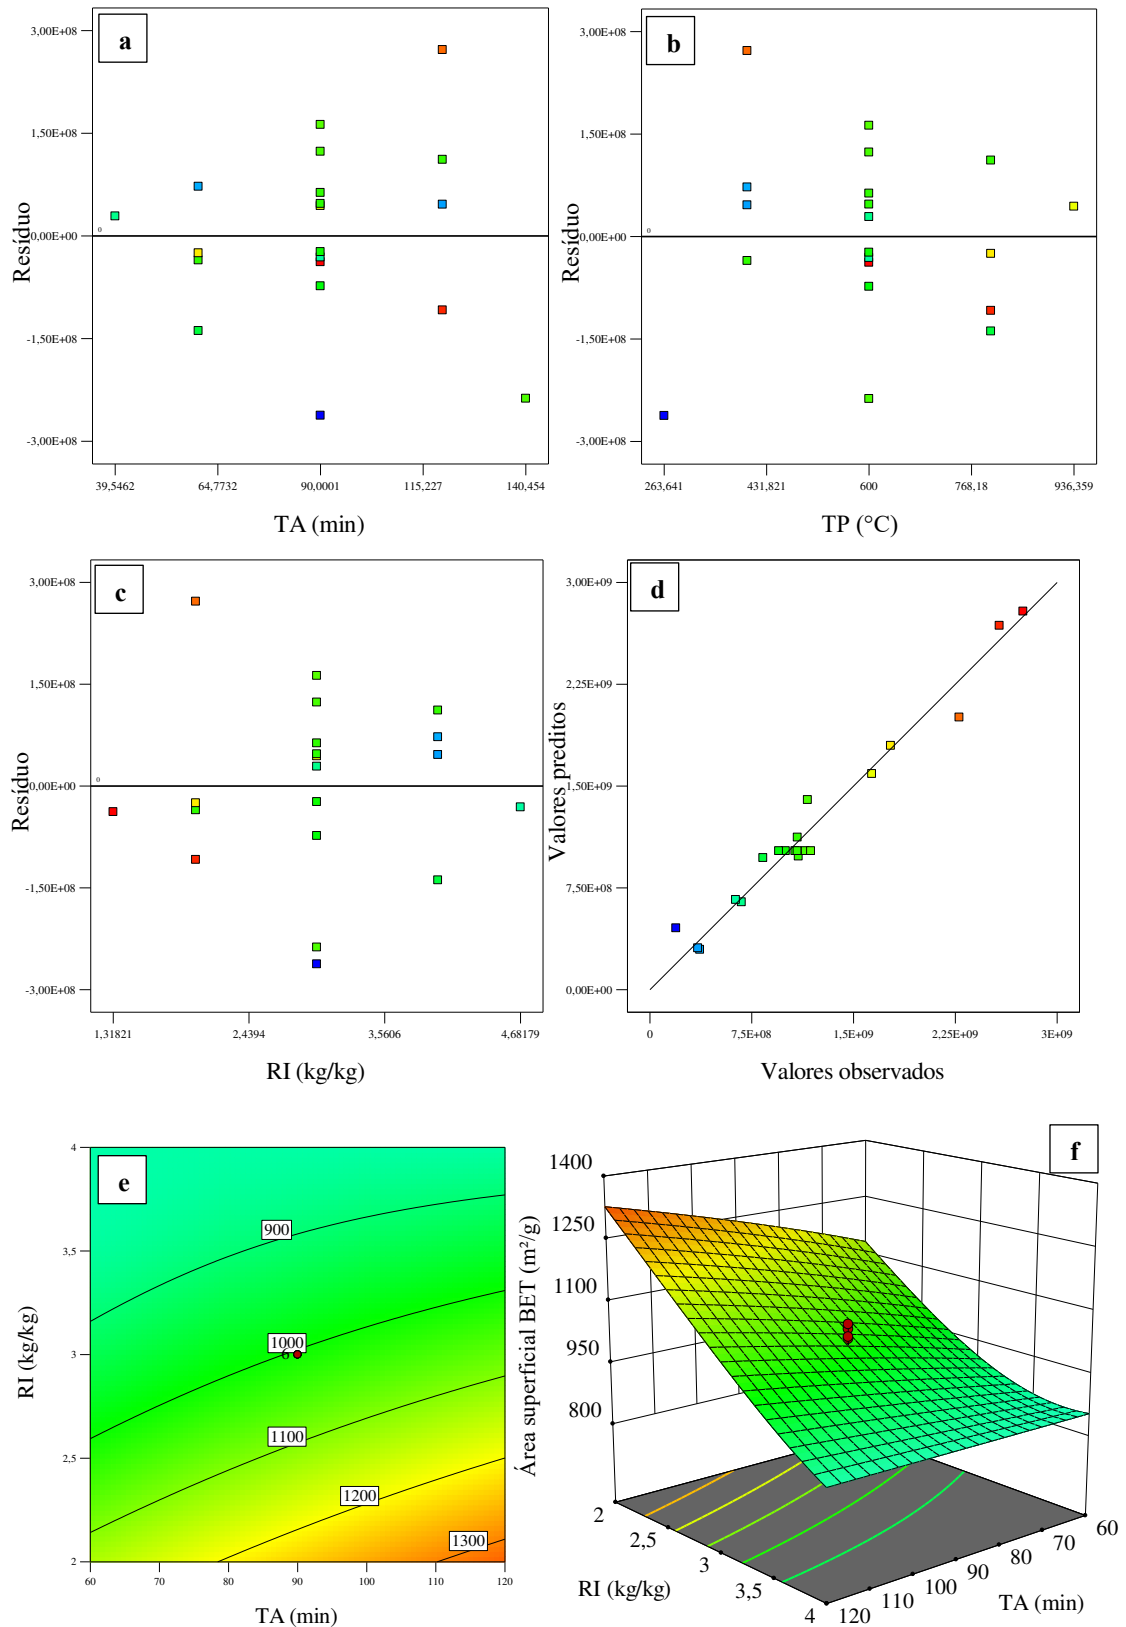 a
3,00E+08
1,50E+08
0,00E+00
-1,50E+08
-3,00E+08
0
Resíduo
39,5462 64,7732 90,0001 115,227 140,454
TA (min)
b
3,00E+08
1,50E+08
0,00E+00
-1,50E+08
-3,00E+08
0
Resíduo
263,641 431,821 600 768,18 936,359
TP (°C)
c
3,00E+08
1,50E+08
0,00E+00
-1,50E+08
-3,00E+08
0
Resíduo
1,31821 2,4394 3,5606 4,68179
RI (kg/kg)
d
3,00E+09
2,25E+09
1,50E+09
7,50E+08
0,00E+00
Valores preditos
0 7,5E+08 1,5E+09 2,25E+09 3E+09
Valores observados
e
4
3,5
3
2,5
2
RI (kg/kg)
900
1000
6
1100
1200
1300
60 70 80 90 100 110 120
TA (min)
f
1400
1250
1100
950
800
Área superficial BET (m²/g)
2
2,5
3
3,5
4
RI (kg/kg)
120
110
100
90
80
70
60
TA (min)